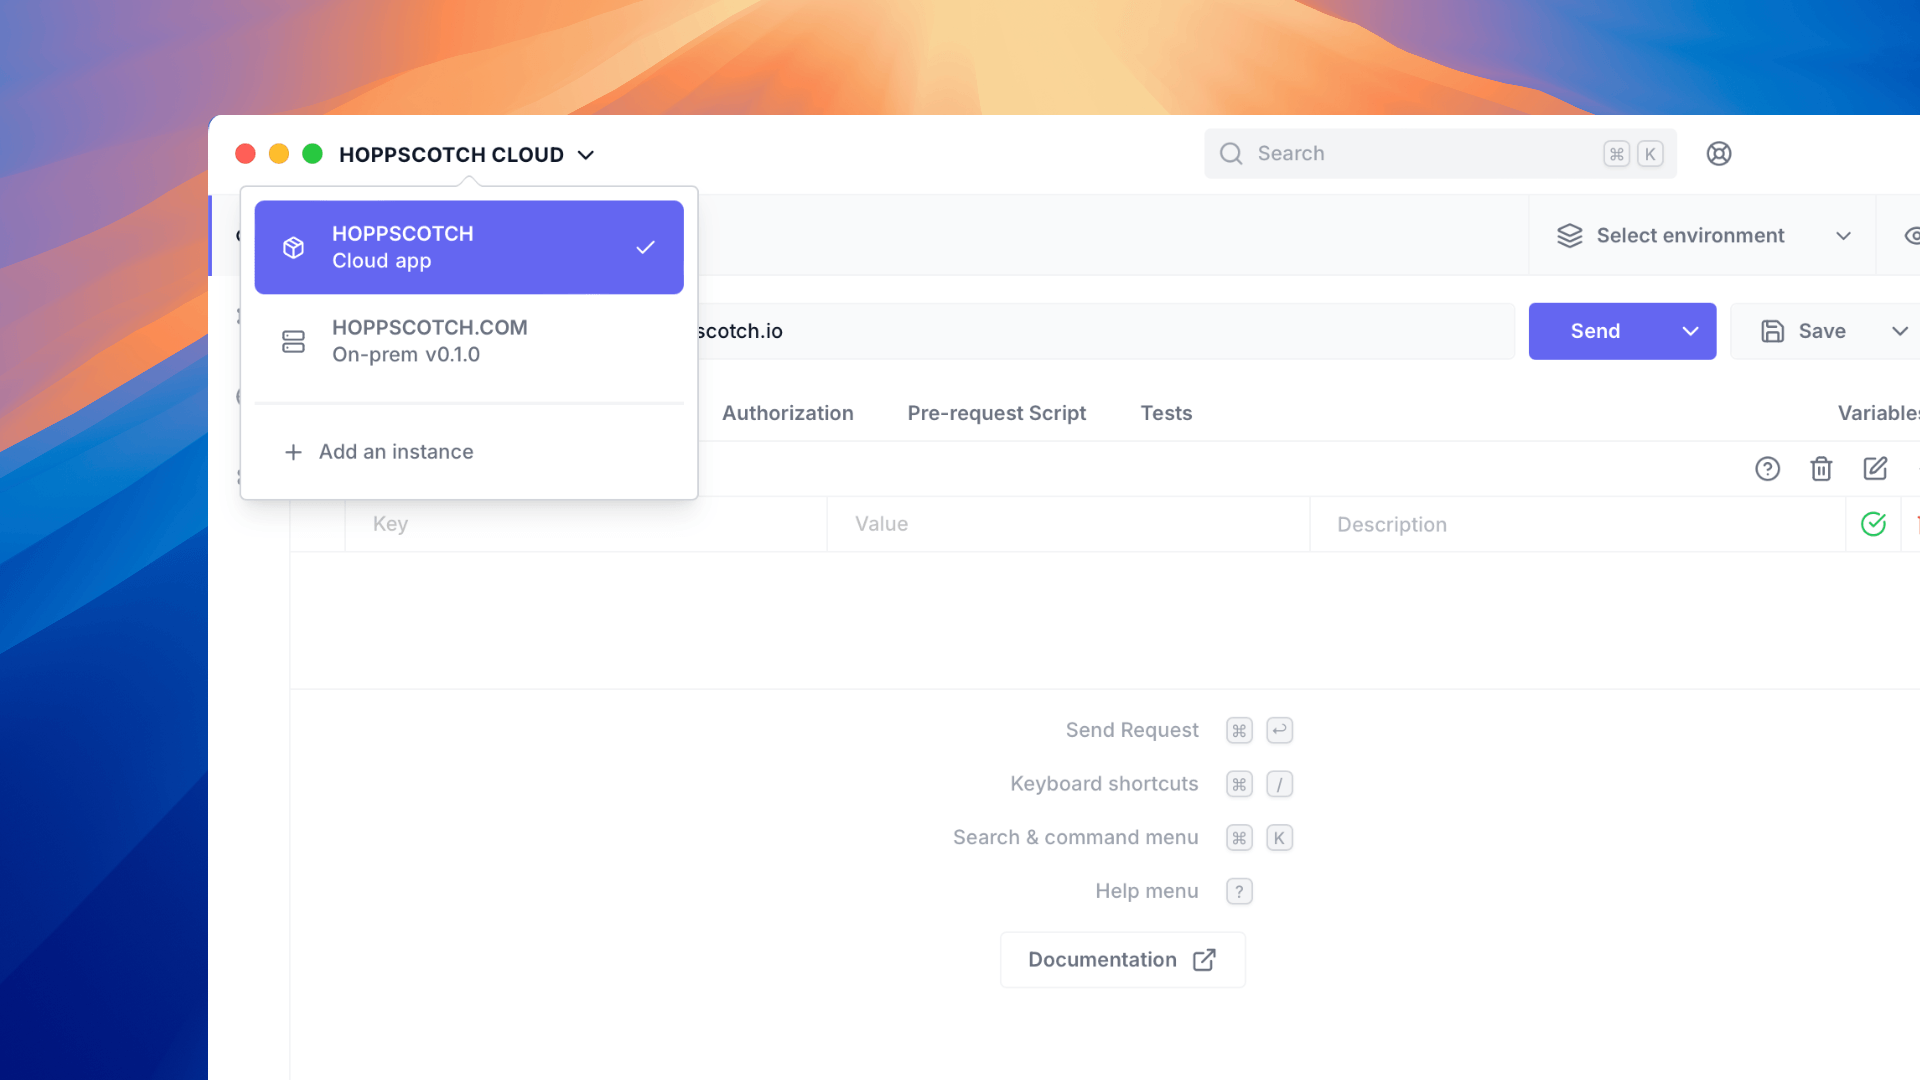 HOPPSCOTCH CLOUD
Search ⌘ K
HOPPSCOTCH
Cloud app
Select environment
HOPPSCOTCH.COM
On-prem v0.1.0
scotch.io
Send
Save
Authorization
Pre-request Script
Tests
Variables
Add an instance
Key
Value
Description
Send Request ⌘ ↩
Keyboard shortcuts ⌘ /
Search & command menu ⌘ K
Help menu ?
Documentation